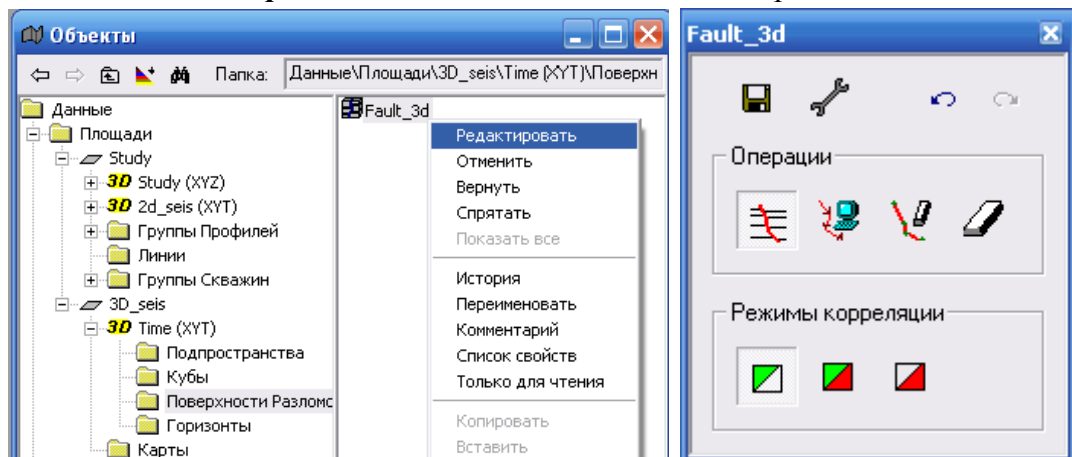 Объекты
Папка: Данные\Площади\3D_seis\Time (XYT)\Поверхн
Данные
Площади
Study
3D Study (XYZ)
3D 2d_seis (XYT)
Группы Профилей
Линии
Группы Скважин
3D_seis
3D Time (XYT)
Подпространства
Кубы
Поверхности Разломс
Горизонты
Карты
Fault_3d
Редактировать
Отменить
Вернуть
Спрятать
Показать все
История
Переименовать
Комментарий
Список свойств
Только для чтения
Копировать
Вставить
Fault_3d
Операции
Режимы корреляции